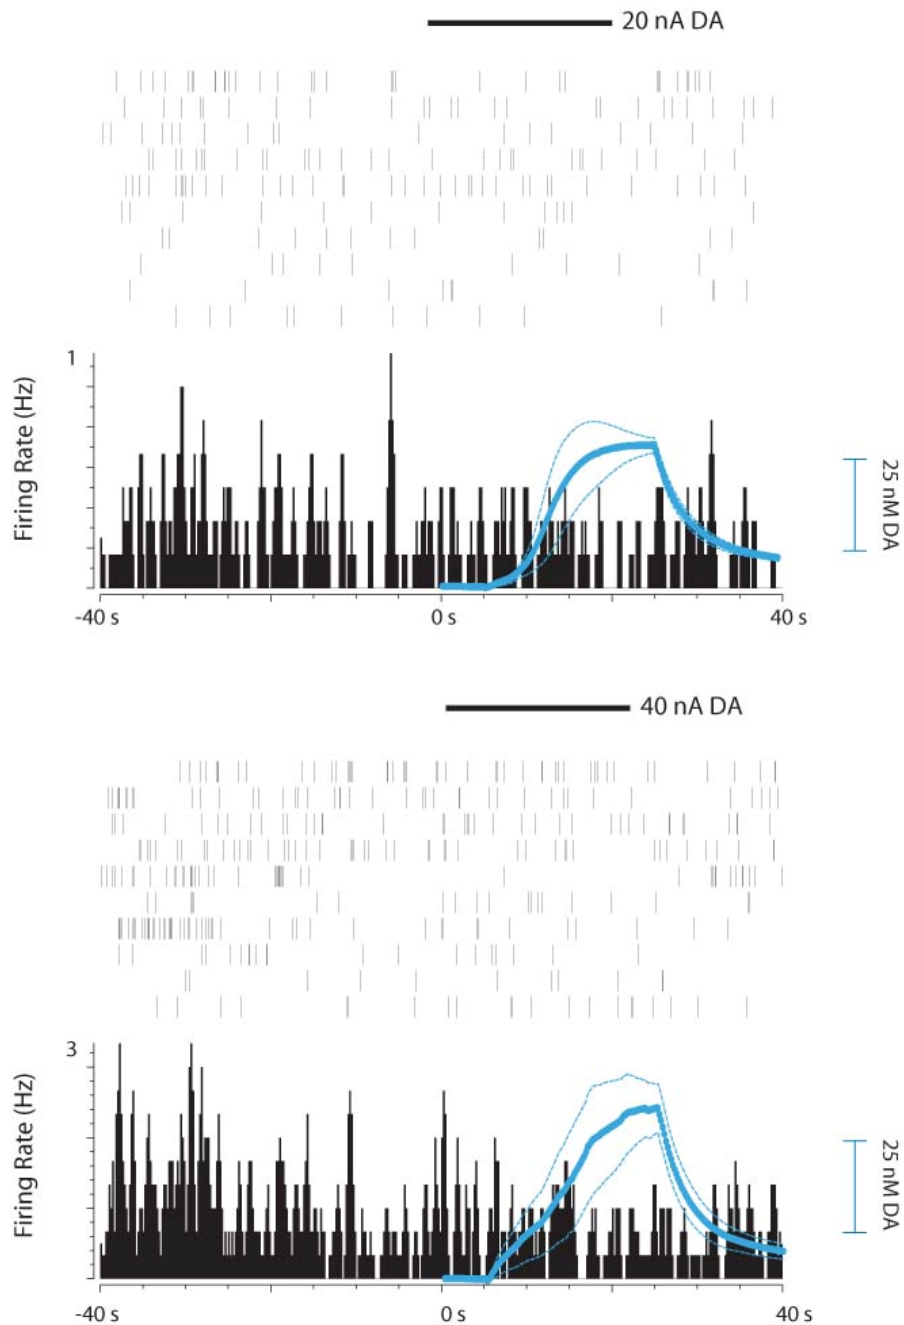 20 nA DA
1
Firing Rate (Hz)
25 nM DA
-40 s
0 s
40 s
40 nA DA
3
Firing Rate (Hz)
25 nM DA
-40 s
0 s
40 s